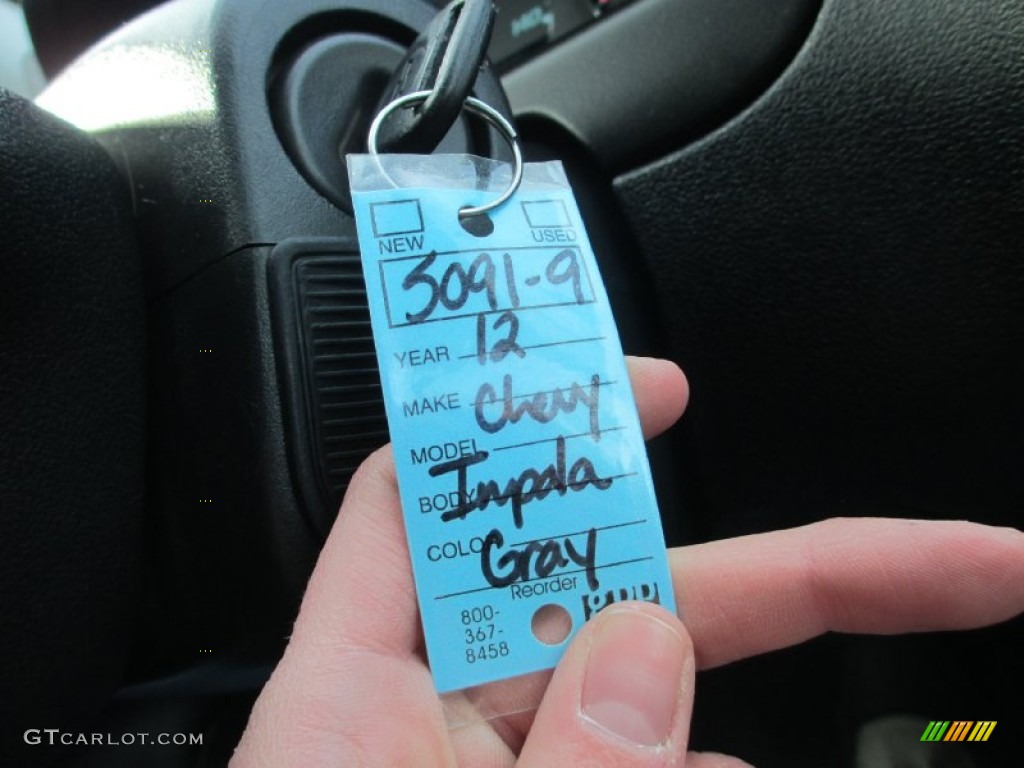 NEW USED
5091-9
YEAR 12
MAKE Chevy
MODEL
BODY Impala
COLOR Gray
Reorder
800-
367-
8458
GTCARLOT.COM